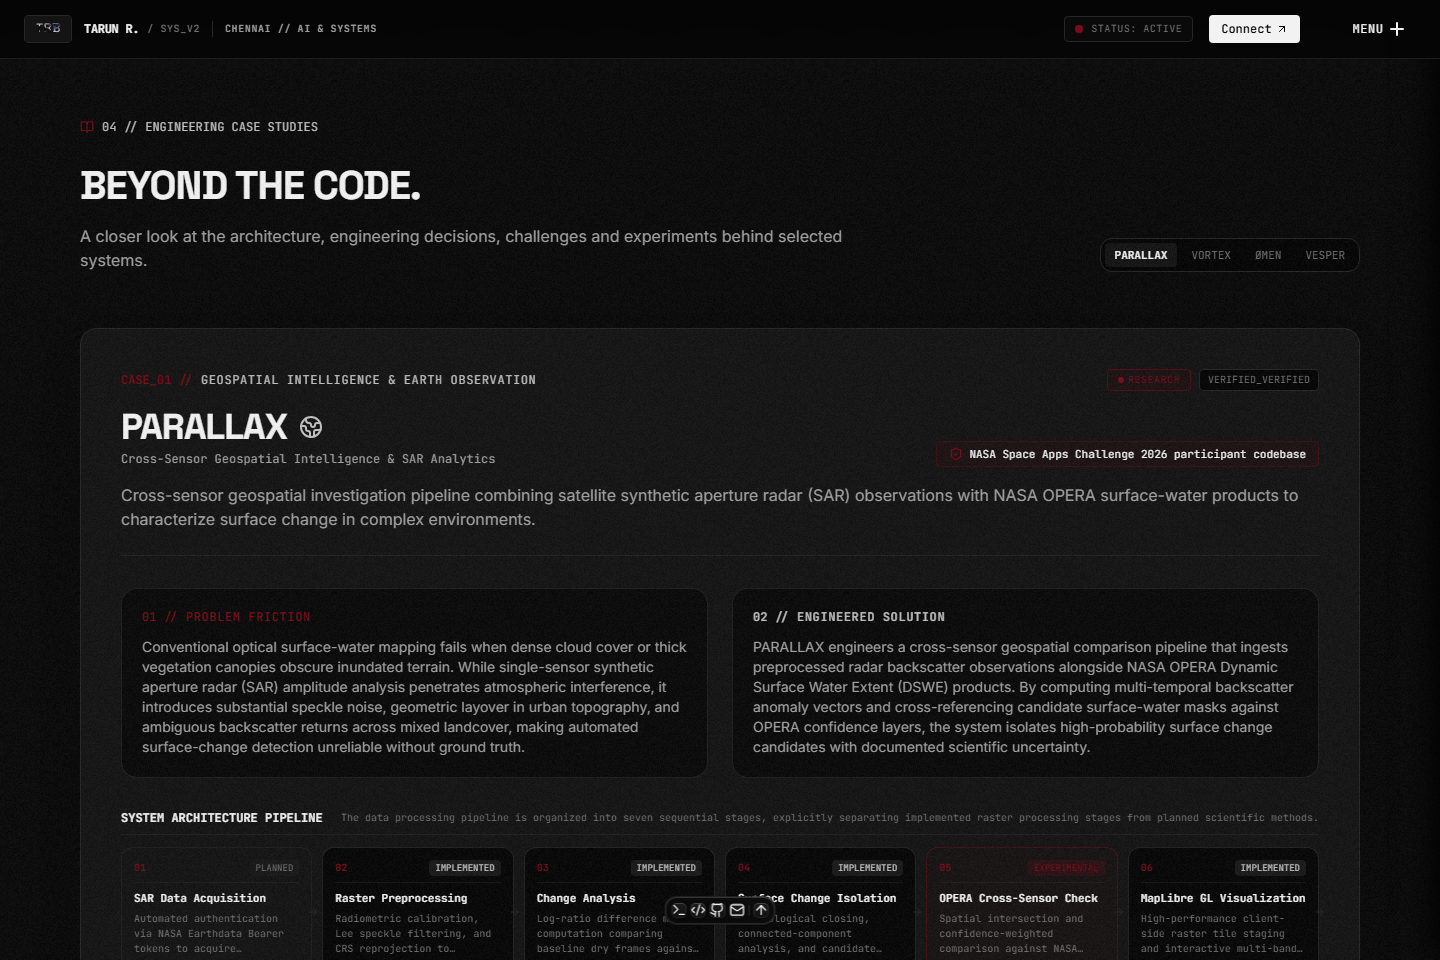 TRB
TARUN R. / SYS_V2 CHENNAI // AI & SYSTEMS
STATUS: ACTIVE
Connect
MENU
04 // ENGINEERING CASE STUDIES
BEYOND THE CODE.
A closer look at the architecture, engineering decisions, challenges and experiments behind selected
systems.
PARALLAX VORTEX ØMEN VESPER
CASE_01 // GEOSPATIAL INTELLIGENCE & EARTH OBSERVATION
RESEARCH VERIFIED_VERIFIED
PARALLAX
Cross-Sensor Geospatial Intelligence & SAR Analytics
NASA Space Apps Challenge 2026 participant codebase
Cross-sensor geospatial investigation pipeline combining satellite synthetic aperture radar (SAR) observations with NASA OPERA surface-water products to
characterize surface change in complex environments.
01 // PROBLEM FRICTION
Conventional optical surface-water mapping fails when dense cloud cover or thick
vegetation canopies obscure inundated terrain. While single-sensor synthetic
aperture radar (SAR) amplitude analysis penetrates atmospheric interference, it
introduces substantial speckle noise, geometric layover in urban topography, and
ambiguous backscatter returns across mixed landcover, making automated
surface-change detection unreliable without ground truth.
02 // ENGINEERED SOLUTION
PARALLAX engineers a cross-sensor geospatial comparison pipeline that ingests
preprocessed radar backscatter observations alongside NASA OPERA Dynamic
Surface Water Extent (DSWE) products. By computing multi-temporal backscatter
anomaly vectors and cross-referencing candidate surface-water masks against
OPERA confidence layers, the system isolates high-probability surface change
candidates with documented scientific uncertainty.
SYSTEM ARCHITECTURE PIPELINE
The data processing pipeline is organized into seven sequential stages, explicitly separating implemented raster processing stages from planned scientific methods.
01 PLANNED
SAR Data Acquisition
Automated authentication
via NASA Earthdata Bearer
tokens to acquire…
02 IMPLEMENTED
Raster Preprocessing
Radiometric calibration,
Lee speckle filtering, and
CRS reprojection to…
03 IMPLEMENTED
Change Analysis
Log-ratio difference
computation comparing
baseline dry frames agains…
04 IMPLEMENTED
Change Isolation
closing,
connected-component
analysis, and candidate…
05 EXPERIMENTAL
OPERA Cross-Sensor Check
Spatial intersection and
confidence-weighted
comparison against NASA…
06 IMPLEMENTED
MapLibre GL Visualization
High-performance client-
side raster tile staging
and interactive multi-band…